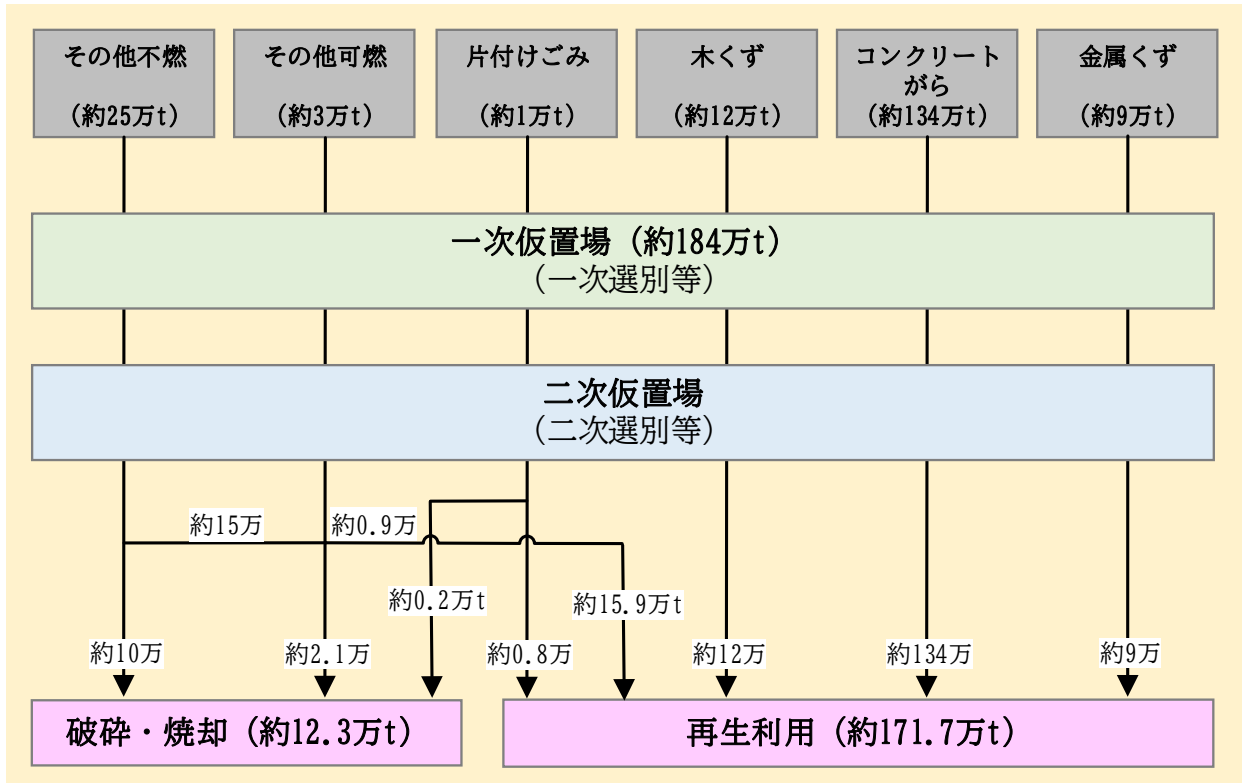 その他不燃
(約25万t)
その他可燃
(約3万t)
片付けごみ
(約1万t)
木くず
(約12万t)
コンクリート
がら
(約134万t)
金属くず
(約9万t)
一次仮置場（約184万t）
（一次選別等）
二次仮置場
（二次選別等）
約15万
約0.9万
約0.2万t
約15.9万t
約10万
約2.1万
約0.8万
約12万
約134万
約9万
破砕・焼却（約12.3万t）
再生利用（約171.7万t）